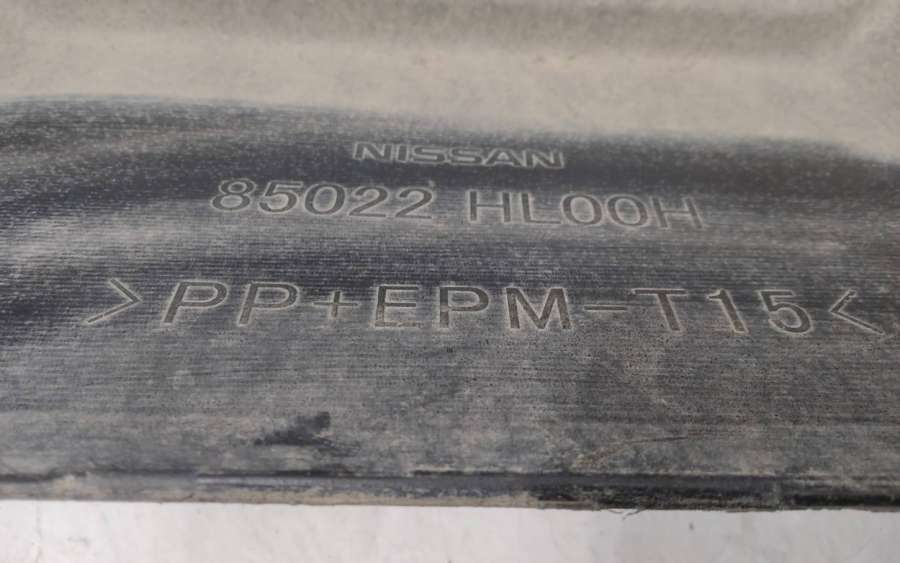 NISSAN
85022 HL00H
>PP+EPM-T15<